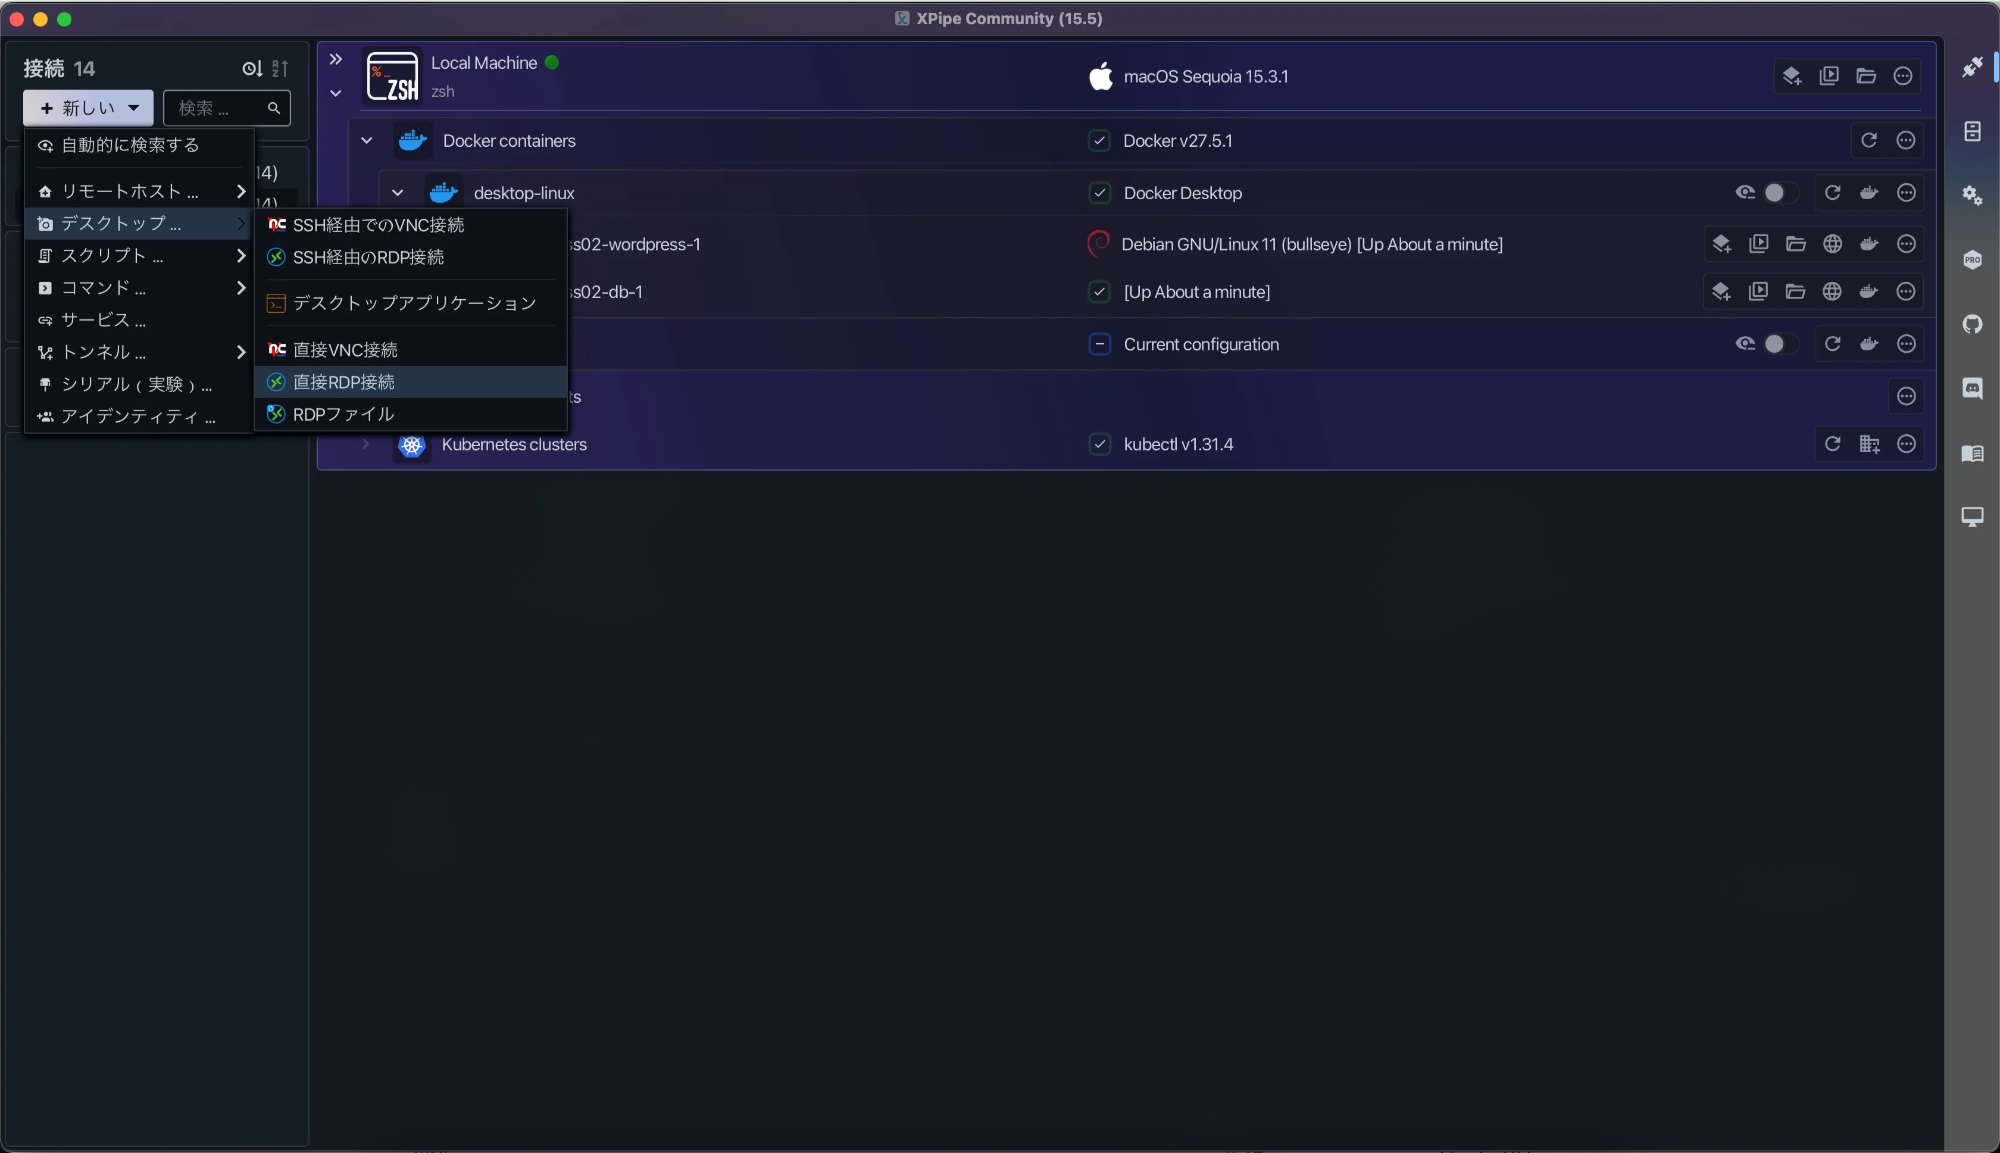 XPipe Community (15.5)
接続 14
+ 新しい
検索 ...
自動的に検索する
リモートホスト ...
デスクトップ ...
スクリプト ...
コマンド ...
サービス ...
トンネル ...
シリアル（実験）...
アイデンティティ ...
SSH経由でのVNC接続
SSH経由のRDP接続
デスクトップアプリケーション
直接VNC接続
直接RDP接続
RDPファイル
Local Machine
zsh
%_
ZSH
macOS Sequoia 15.3.1
Docker containers
Docker v27.5.1
desktop-linux
Docker Desktop
ss02-wordpress-1
Debian GNU/Linux 11 (bullseye) [Up About a minute]
ss02-db-1
[Up About a minute]
Current configuration
ts
Kubernetes clusters
kubectl v1.31.4
PRO